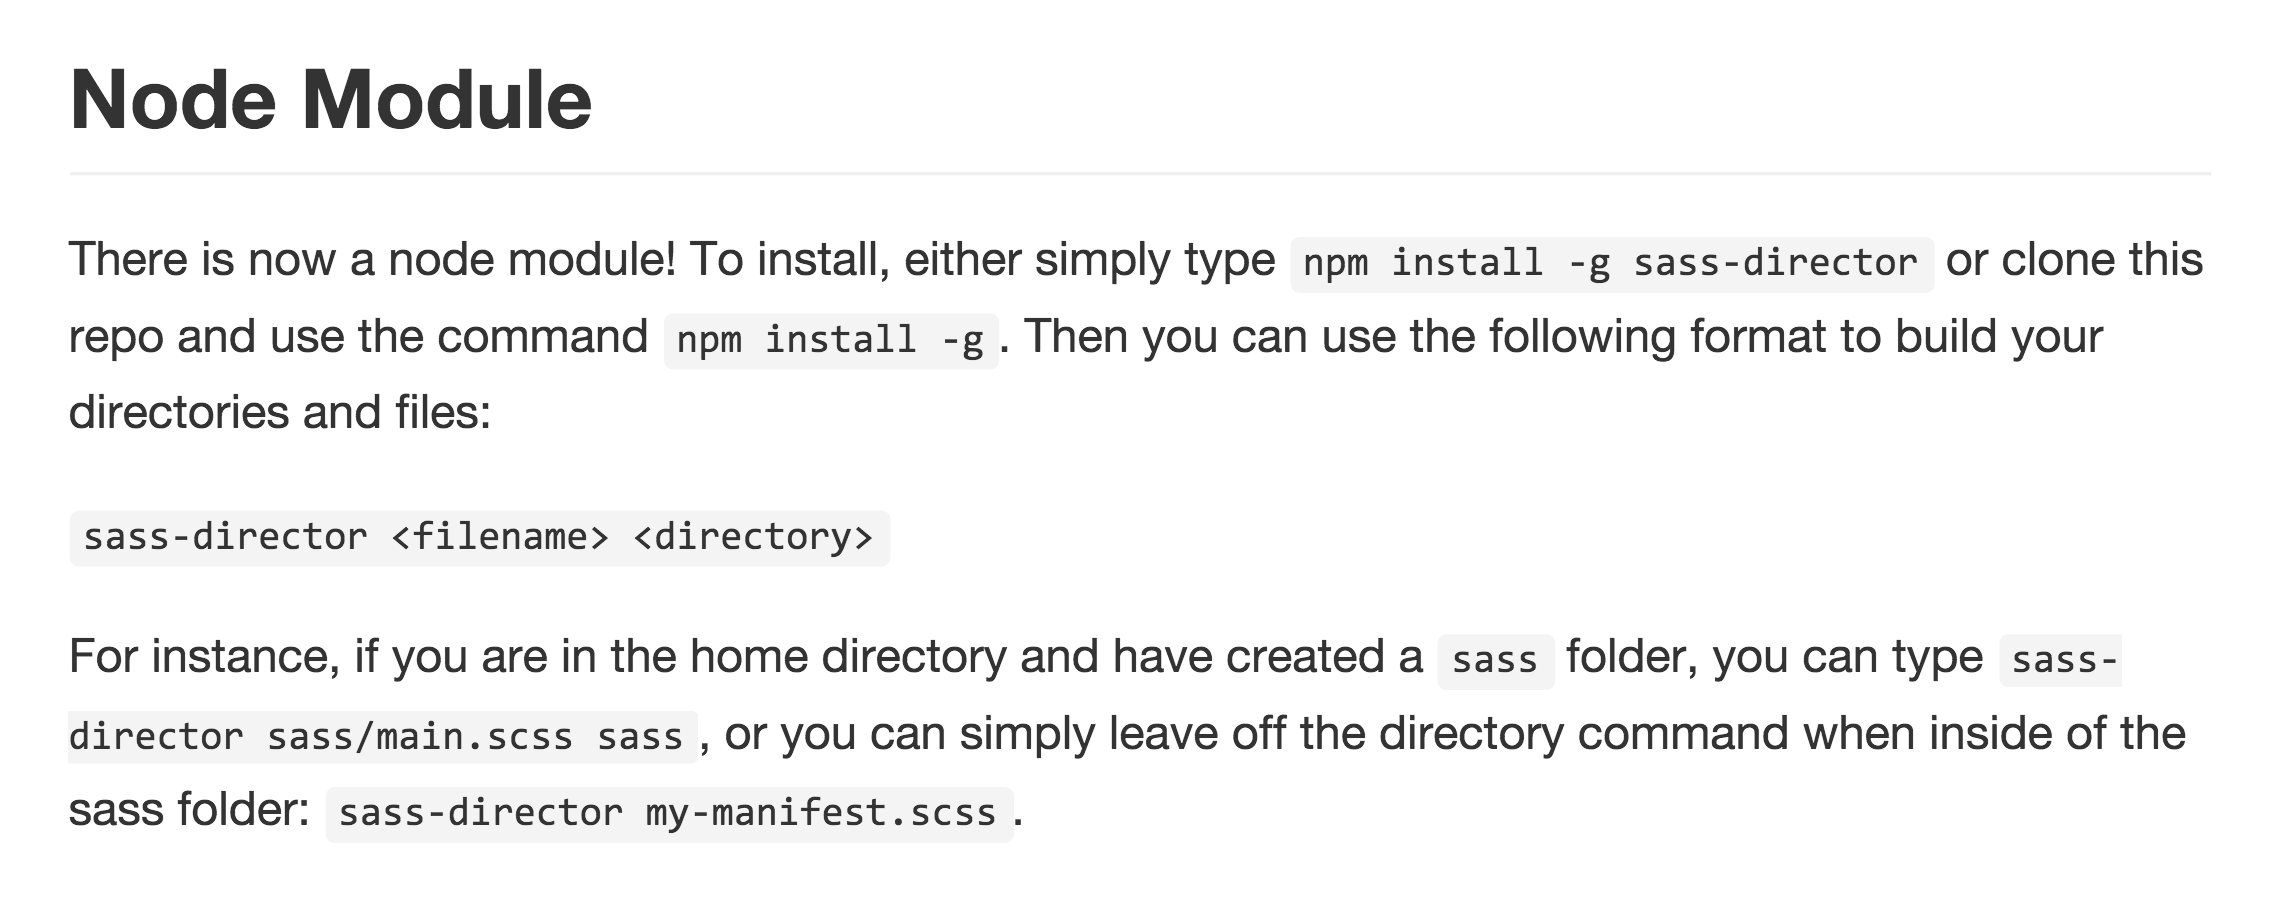 Node Module
There is now a node module! To install, either simply type npm install -g sass-director or clone this
repo and use the command npm install -g. Then you can use the following format to build your
directories and files:
sass-director <filename> <directory>
For instance, if you are in the home directory and have created a sass folder, you can type sass-
director sass/main.scss sass, or you can simply leave off the directory command when inside of the
sass folder: sass-director my-manifest.scss.